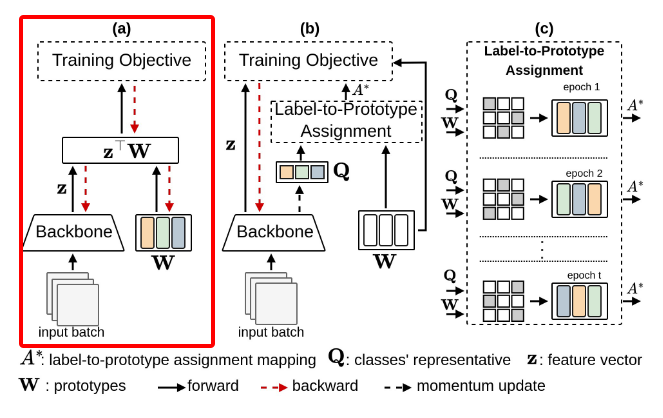 (a)
Training Objective
z⊤W
z
Backbone
W
input batch
(b)
Training Objective
A*
Label-to-Prototype
Assignment
z
Q
Backbone
W
input batch
(c)
Label-to-Prototype
Assignment
epoch 1
Q
W
A*
epoch 2
Q
W
A*
epoch t
Q
W
A*
A*: label-to-prototype assignment mapping Q: classes' representative z: feature vector
W : prototypes forward backward momentum update